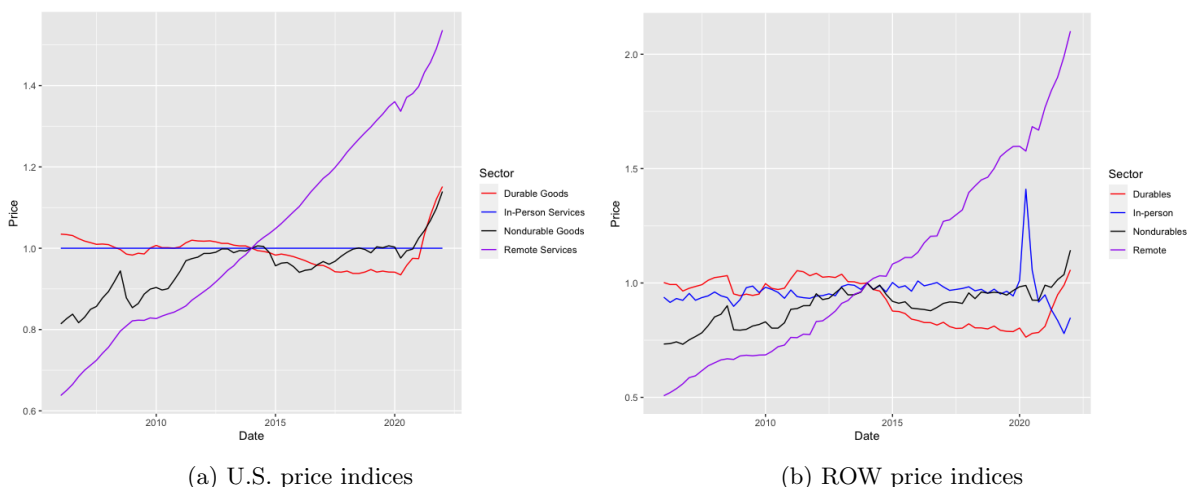 1.4
1.2
1.0
0.8
0.6
Price
2010
2015
2020
Date
Sector
Durable Goods
In-Person Services
Nondurable Goods
Remote Services
(a) U.S. price indices
2.0
1.5
1.0
0.5
Price
2010
2015
2020
Date
Sector
Durables
In-person
Nondurables
Remote
(b) ROW price indices